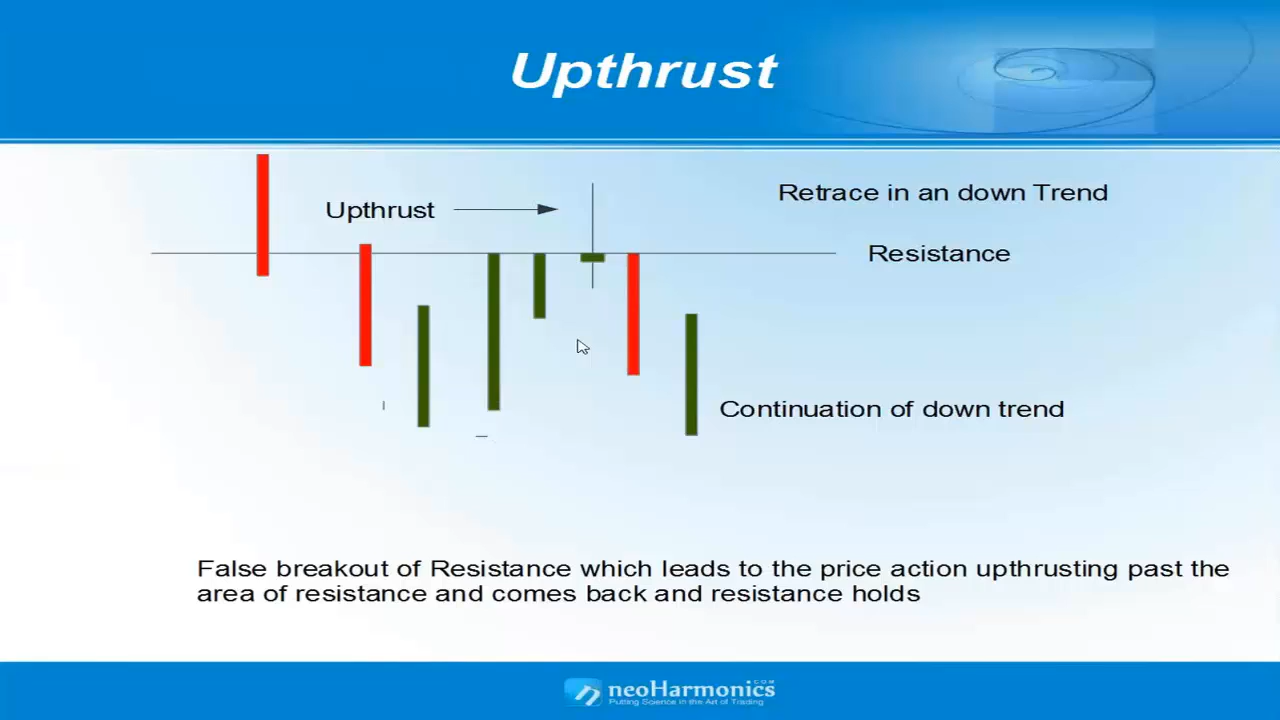 Upthrust
Retrace in an down Trend
Upthrust
Resistance
Continuation of down trend
False breakout of Resistance which leads to the price action upthrusting past the
area of resistance and comes back and resistance holds
neoHarmonics
.COM
Putting Science in the Art of Trading